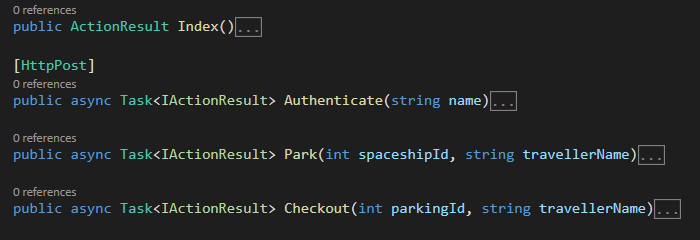 0 references
public ActionResult Index()...
[HttpPost]
0 references
public async Task<IActionResult> Authenticate(string name)...
0 references
public async Task<IActionResult> Park(int spaceshipId, string travellerName)...
0 references
public async Task<IActionResult> Checkout(int parkingId, string travellerName)...